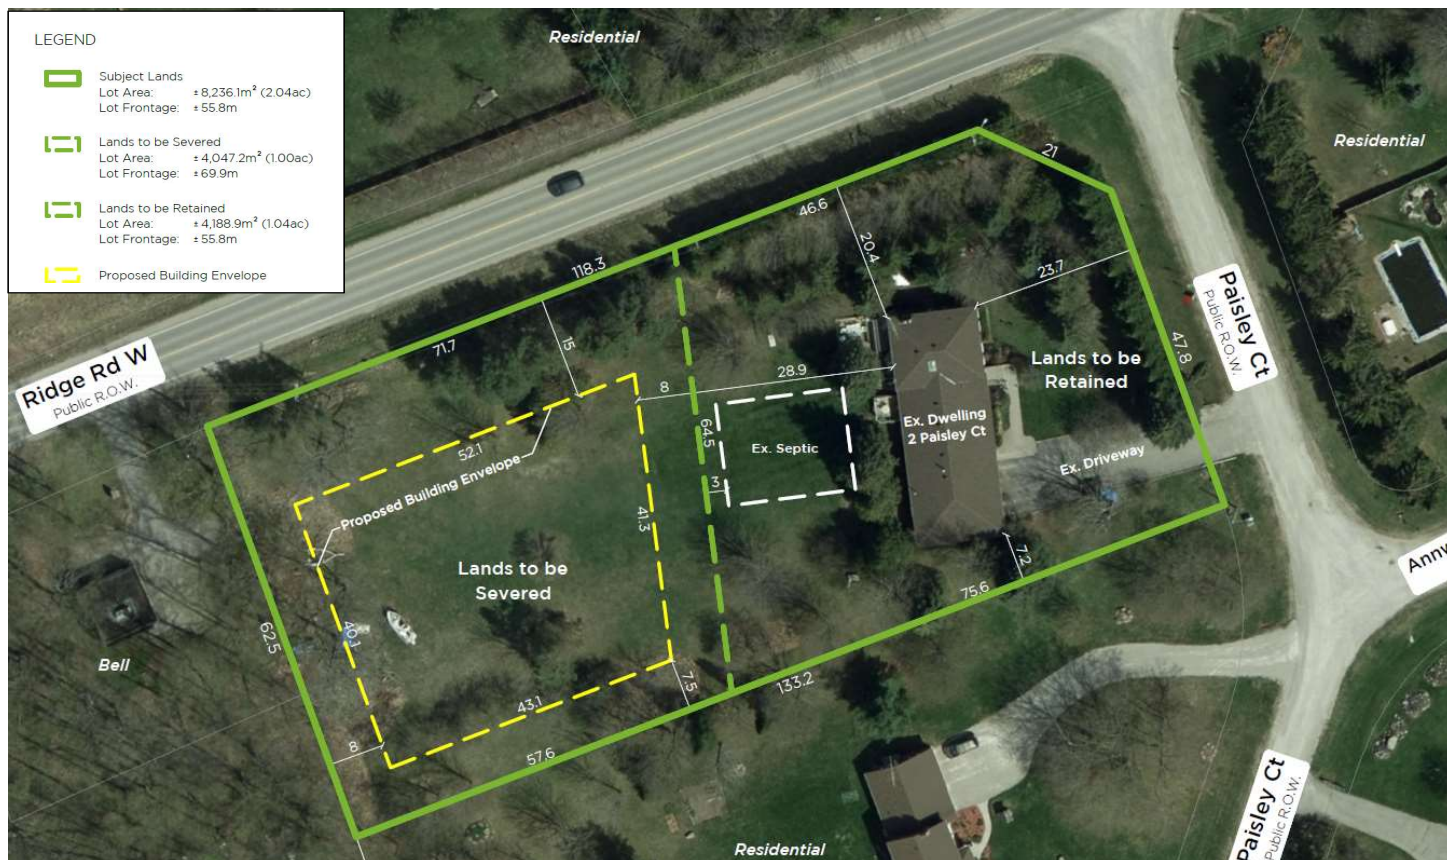 LEGEND
Subject Lands
Lot Area: ± 8,236.1m² (2.04ac)
Lot Frontage: ± 55.8m
Lands to be Severed
Lot Area: ± 4,047.2m² (1.00ac)
Lot Frontage: ± 69.9m
Lands to be Retained
Lot Area: ± 4,188.9m² (1.04ac)
Lot Frontage: ± 55.8m
Proposed Building Envelope
Residential
Residential
21
46.6
20.4
118.3
23.7
71.7
15
Ridge Rd W
Public R.O.W.
Paisley Ct
Public R.O.W.
47.8
Lands to be
Retained
28.9
8
64.5
Ex. Septic
3
Ex. Dwelling
2 Paisley Ct
Ex. Driveway
52.1
Proposed Building Envelope
41.3
Lands to be
Severed
7.2
75.6
Annw
62.5
40.1
Bell
7.5
133.2
43.1
8
57.6
Paisley Ct
Public R.O.W.
Residential